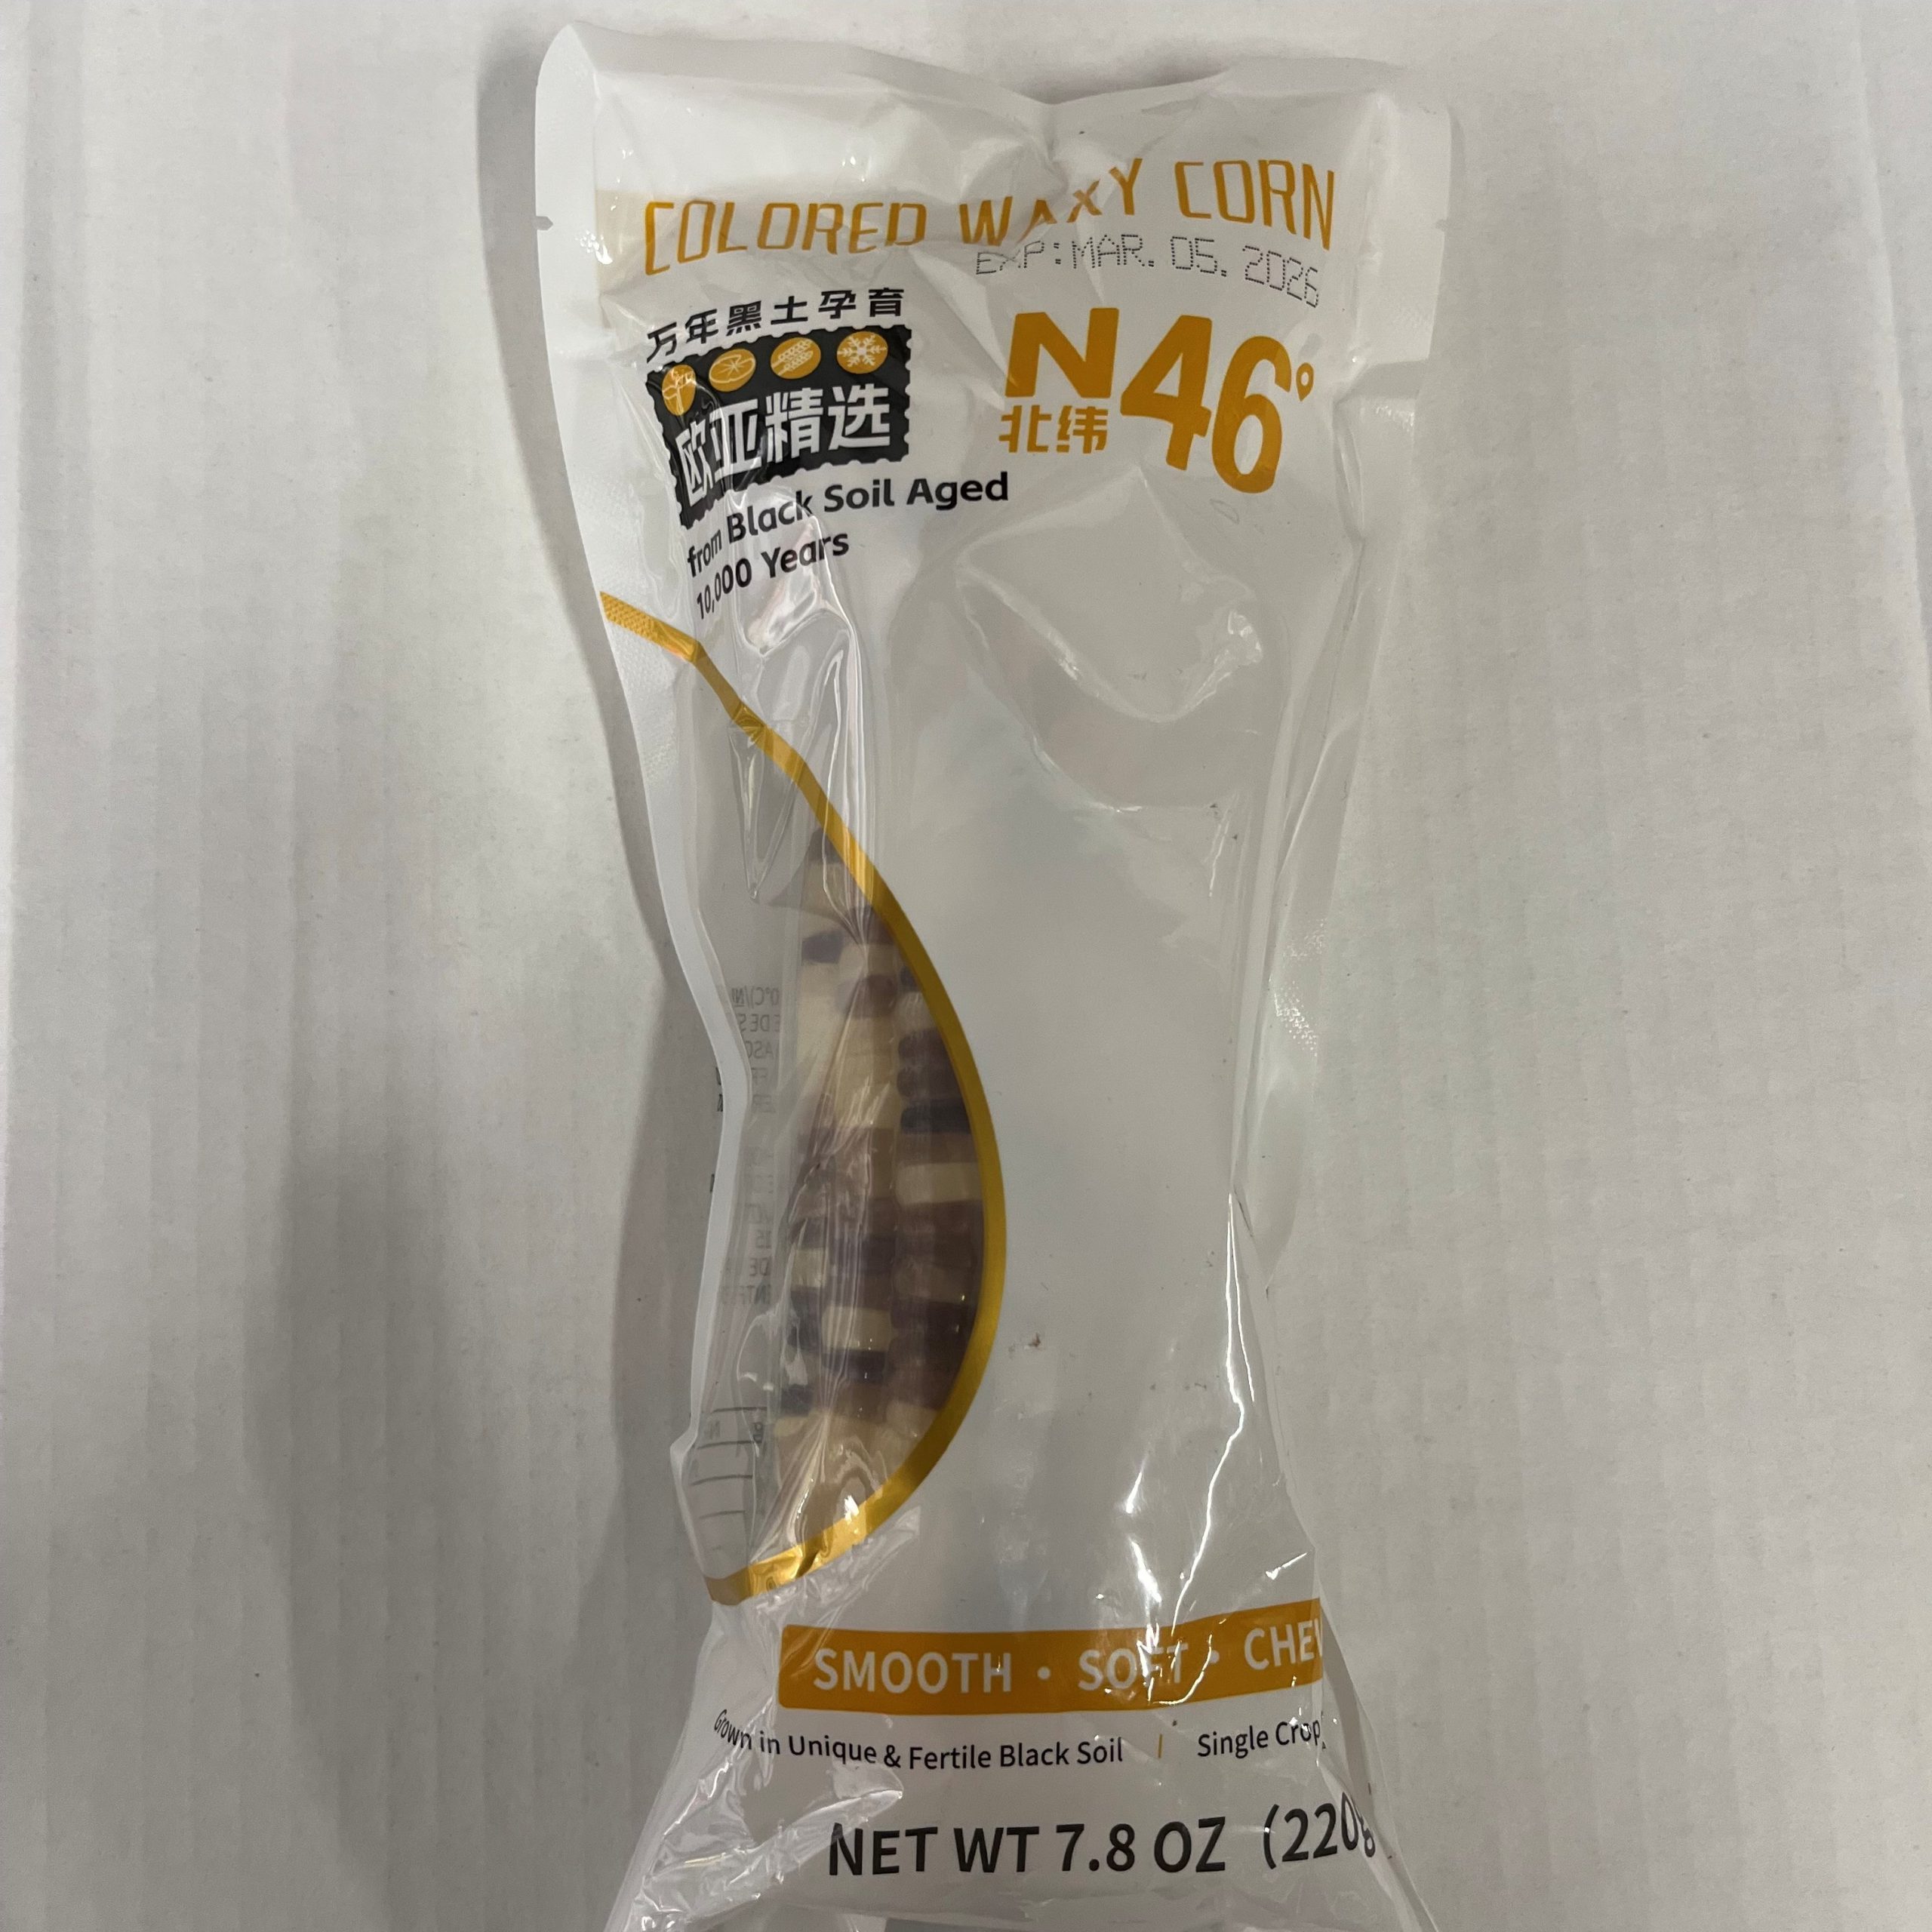 COLORED WAXY CORN
EXP:MAR. 05. 2026
万年黑土孕育
欧亚精选
N46°
北纬
from Black Soil Aged
10,000 Years
SMOOTH · SOFT ·
Grown in Unique & Fertile Black Soil | Single Crop
NET WT 7.8 OZ (220g